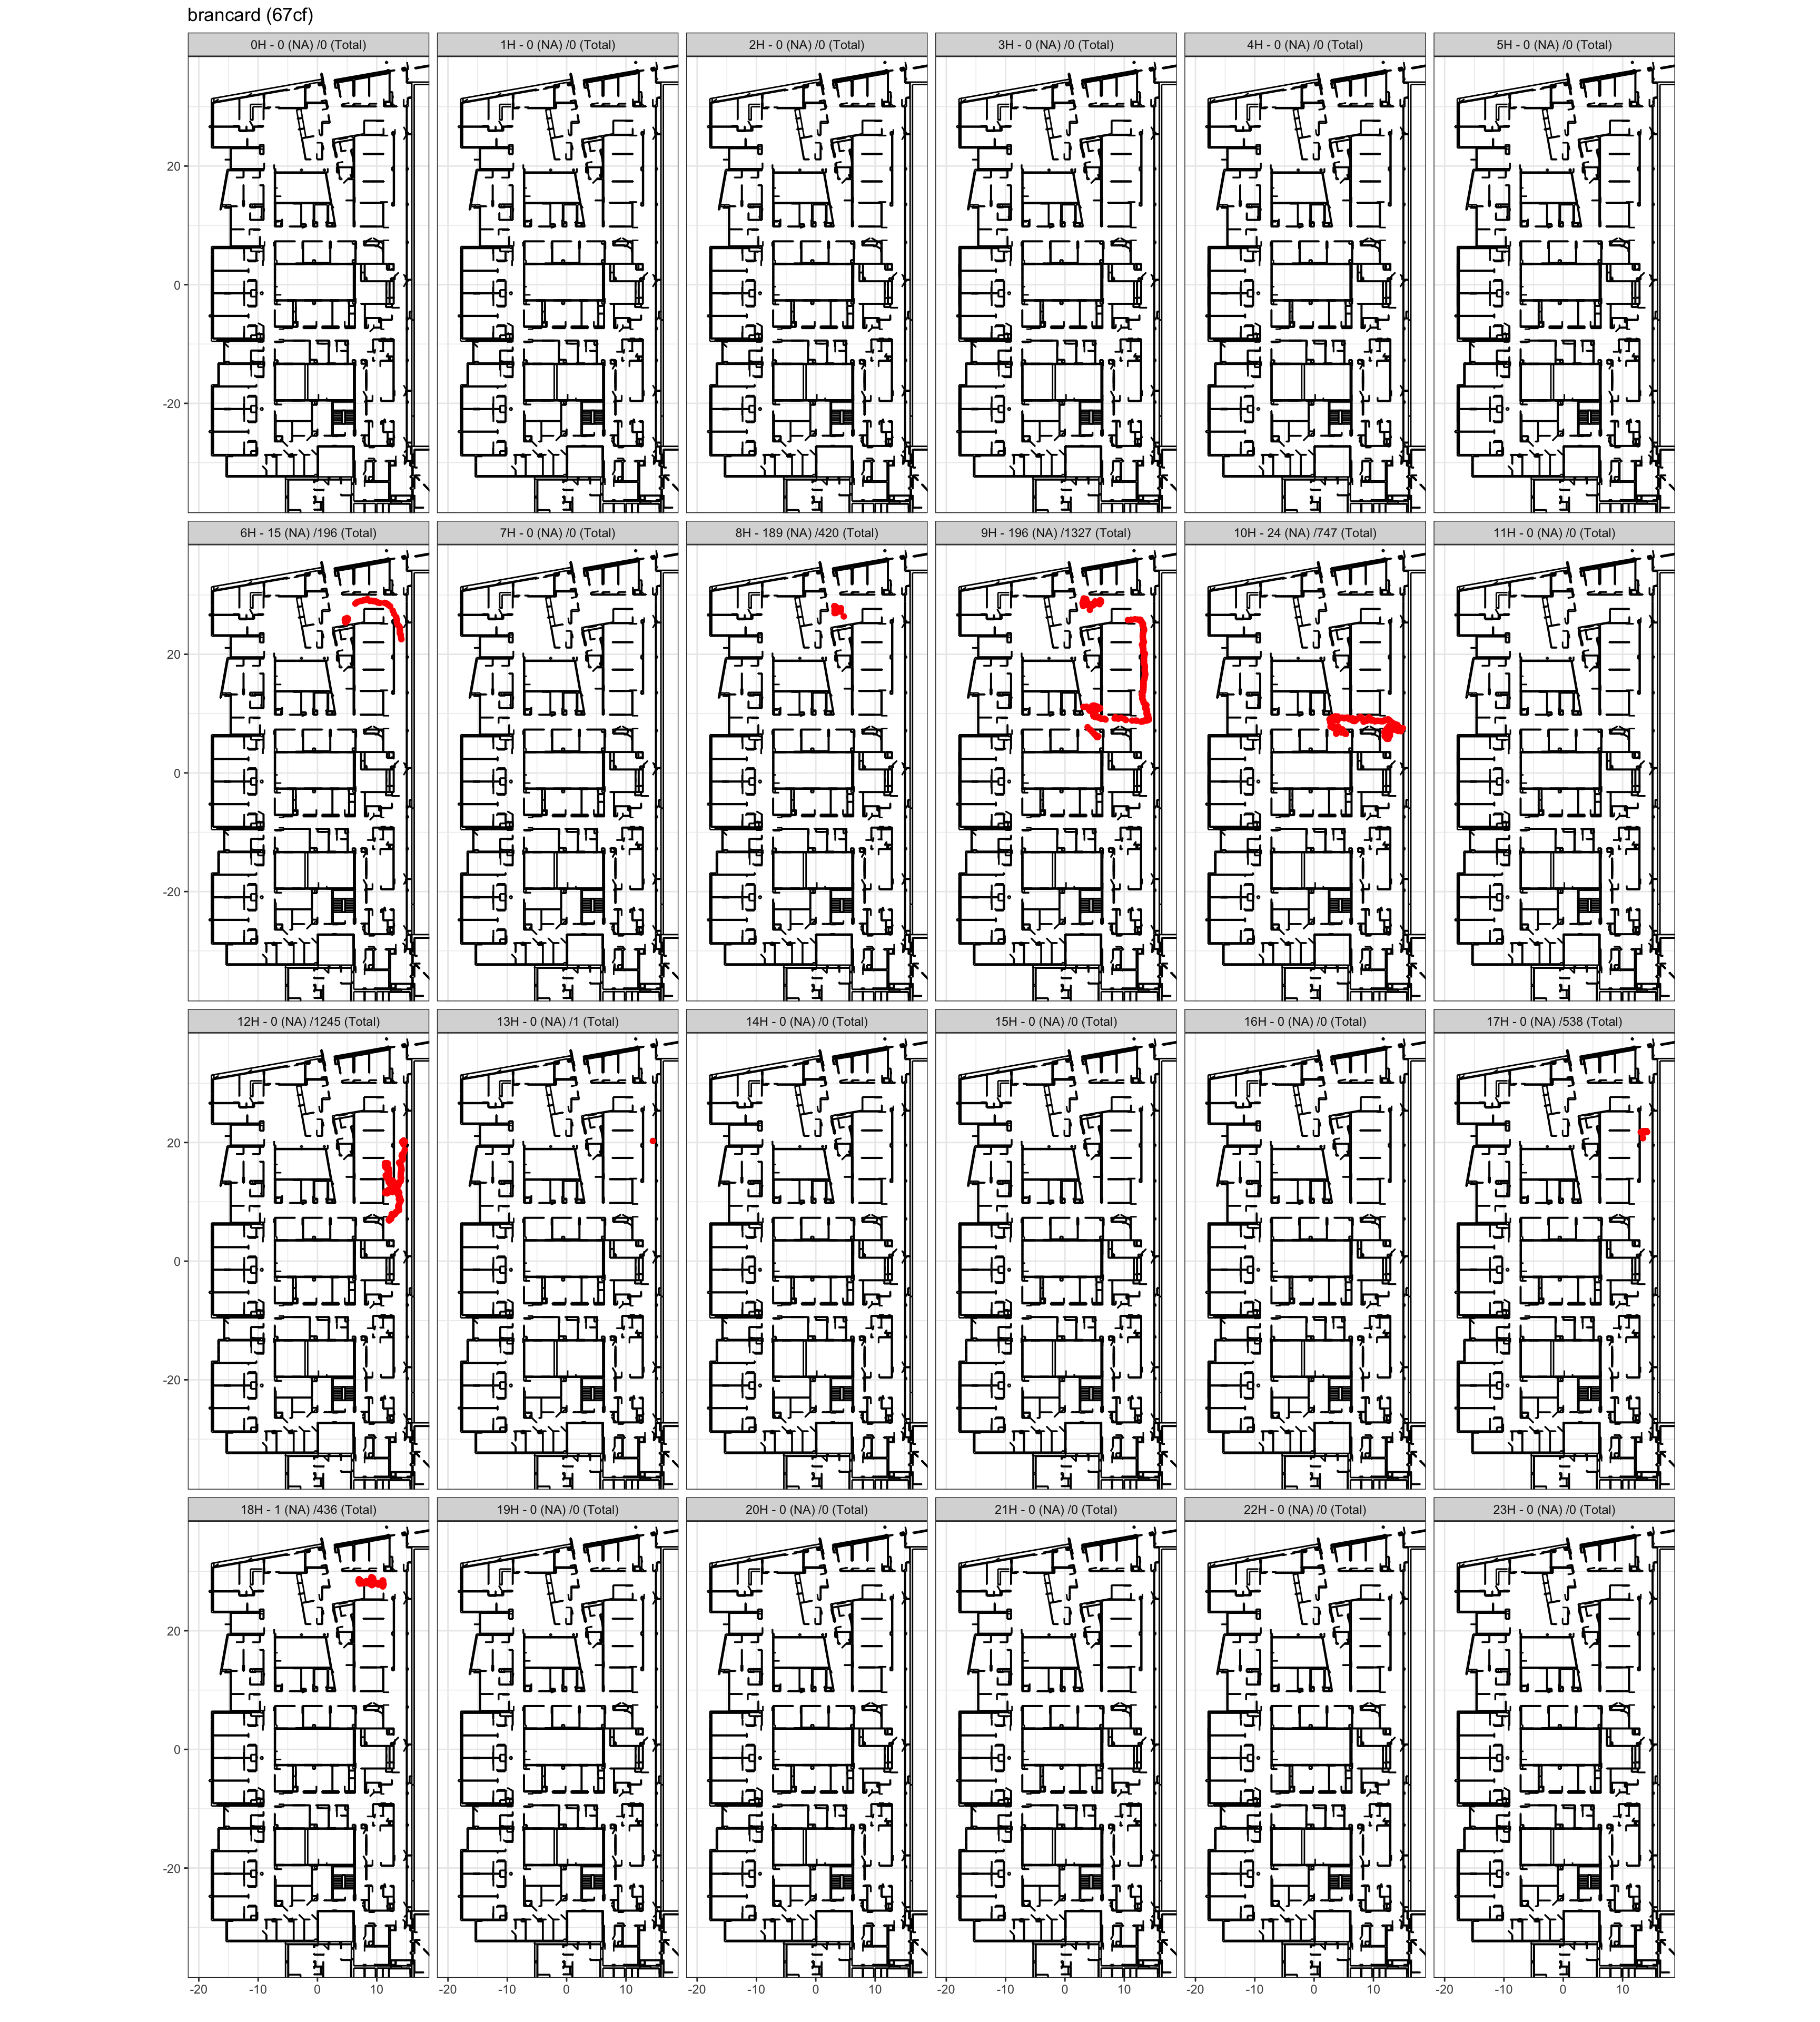 brancard (67cf)
0H - 0 (NA) /0 (Total) 1H - 0 (NA) /0 (Total) 2H - 0 (NA) /0 (Total) 3H - 0 (NA) /0 (Total) 4H - 0 (NA) /0 (Total) 5H - 0 (NA) /0 (Total)
20
0
-20
6H - 15 (NA) /196 (Total) 7H - 0 (NA) /0 (Total) 8H - 189 (NA) /420 (Total) 9H - 196 (NA) /1327 (Total) 10H - 24 (NA) /747 (Total) 11H - 0 (NA) /0 (Total)
20
0
-20
12H - 0 (NA) /1245 (Total) 13H - 0 (NA) /1 (Total) 14H - 0 (NA) /0 (Total) 15H - 0 (NA) /0 (Total) 16H - 0 (NA) /0 (Total) 17H - 0 (NA) /538 (Total)
20
0
-20
18H - 1 (NA) /436 (Total) 19H - 0 (NA) /0 (Total) 20H - 0 (NA) /0 (Total) 21H - 0 (NA) /0 (Total) 22H - 0 (NA) /0 (Total) 23H - 0 (NA) /0 (Total)
20
0
-20
-20 -10 0 10 -20 -10 0 10 -20 -10 0 10 -20 -10 0 10 -20 -10 0 10 -20 -10 0 10